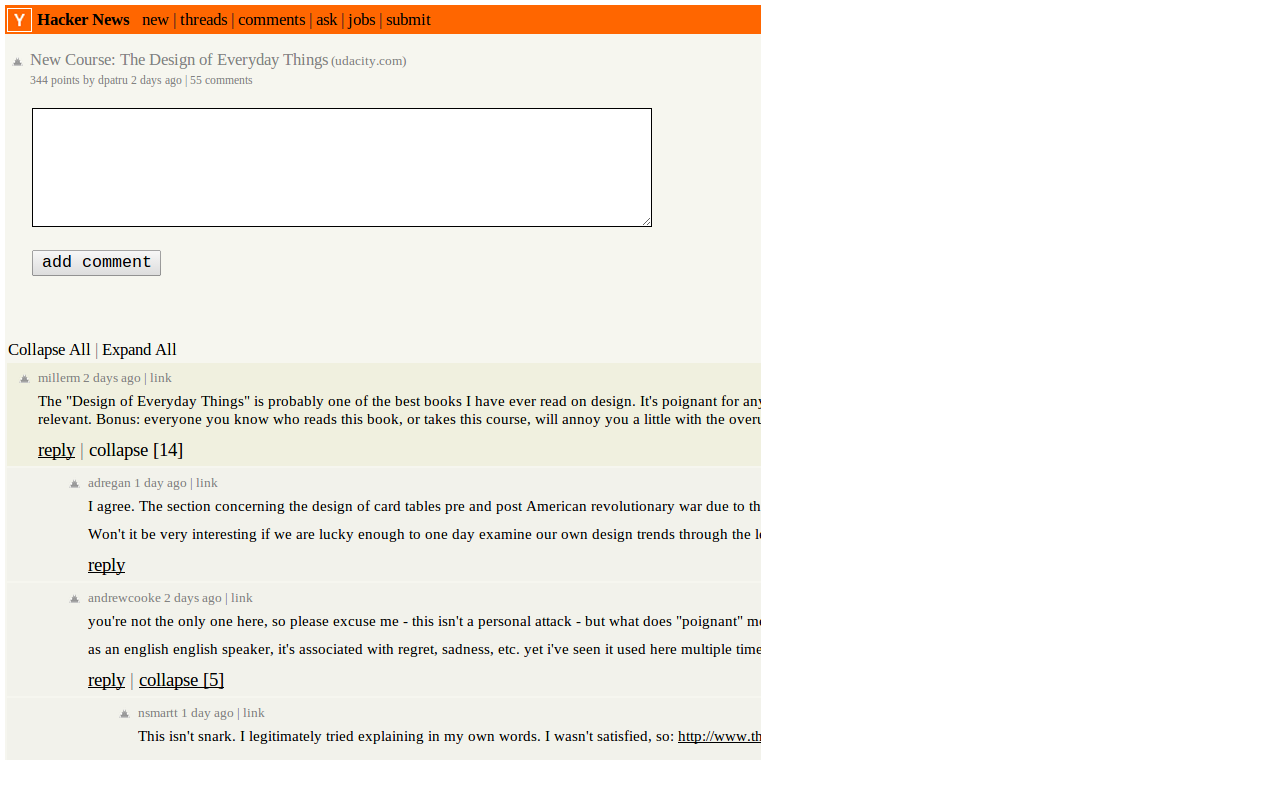 Y Hacker News new | threads | comments | ask | jobs | submit
New Course: The Design of Everyday Things (udacity.com)
344 points by dpatru 2 days ago | 55 comments
add comment
Collapse All | Expand All
millerm 2 days ago | link
The "Design of Everyday Things" is probably one of the best books I have ever read on design. It's poignant for any
relevant. Bonus: everyone you know who reads this book, or takes this course, will annoy you a little with the
reply | collapse [14]
adregan 1 day ago | link
I agree. The section concerning the design of card tables pre and post American revolutionary war due to th
Won't it be very interesting if we are lucky enough to one day examine our own design trends through the
reply
andrewcooke 2 days ago | link
you're not the only one here, so please excuse me - this isn't a personal attack - but what does "poignant"
as an english english speaker, it's associated with regret, sadness, etc. yet i've seen it used here multiple time
reply | collapse [5]
nsmartt 1 day ago | link
This isn't snark. I legitimately tried explaining in my own words. I wasn't satisfied, so: http://www.th